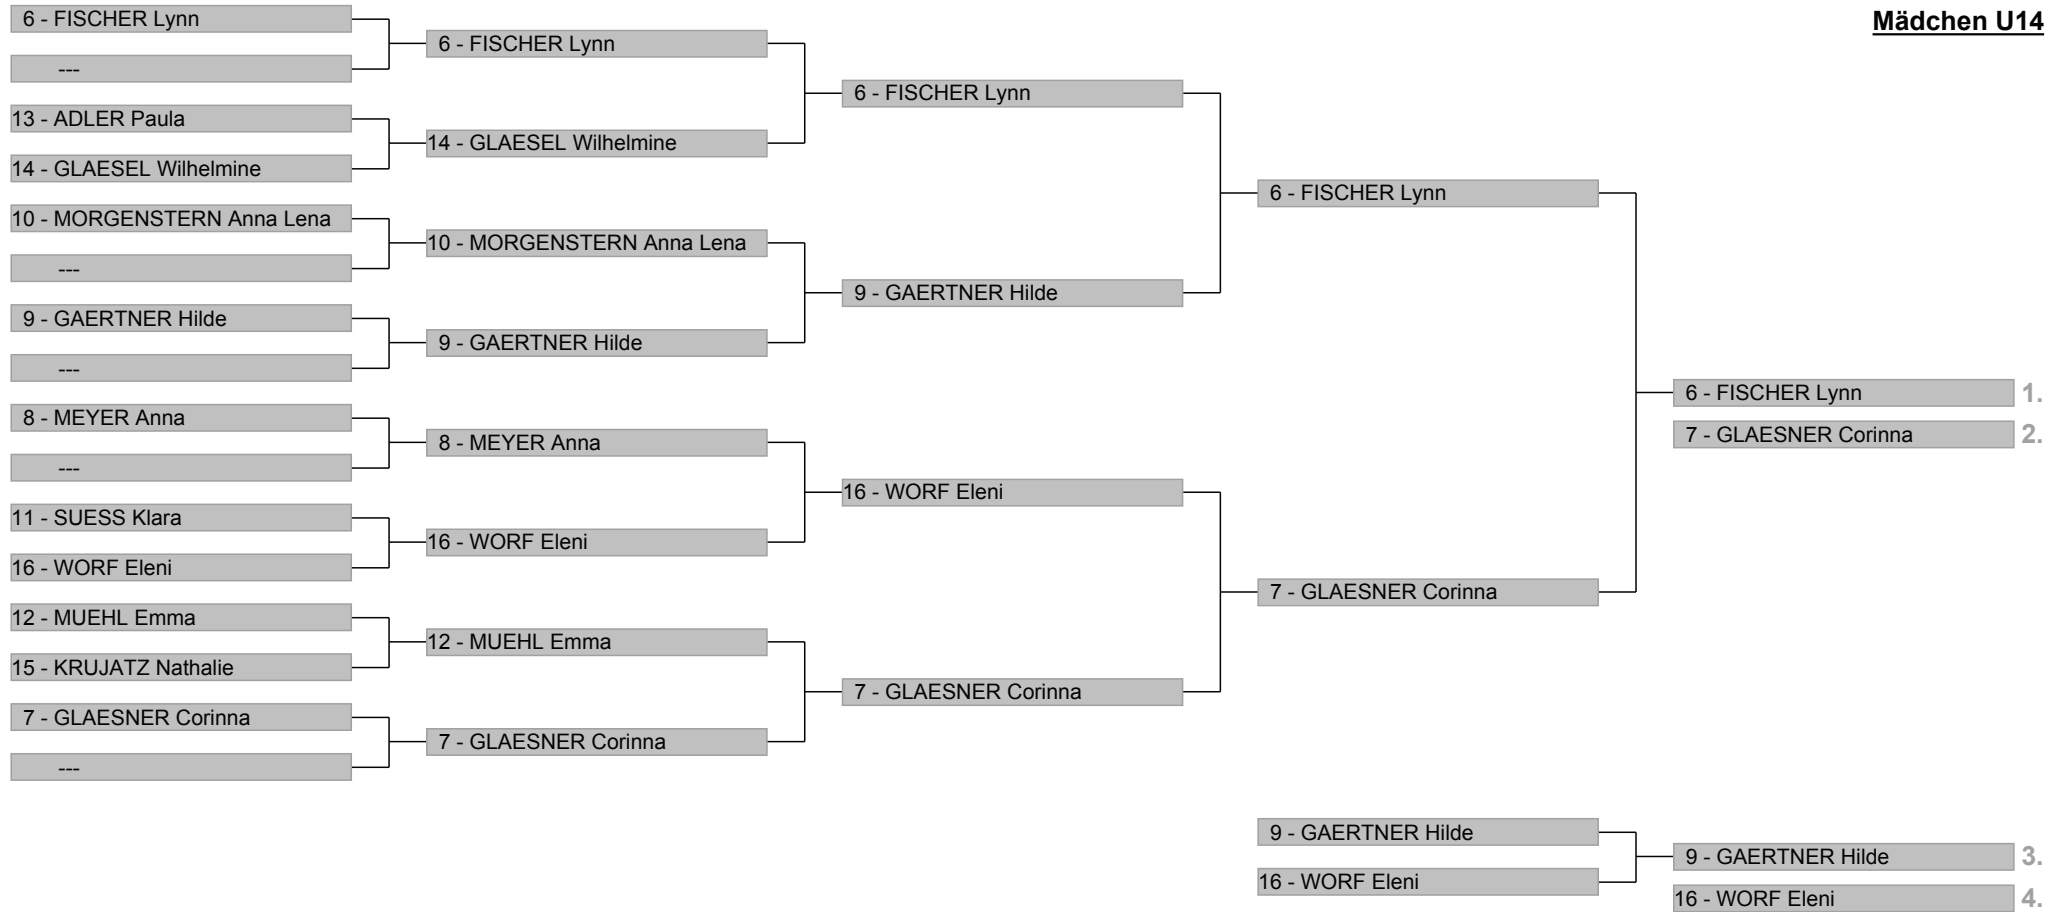 Mädchen U14
6 - FISCHER Lynn
---
13 - ADLER Paula
14 - GLAESEL Wilhelmine
10 - MORGENSTERN Anna Lena
---
9 - GAERTNER Hilde
---
8 - MEYER Anna
---
11 - SUESS Klara
16 - WORF Eleni
12 - MUEHL Emma
15 - KRUJATZ Nathalie
7 - GLAESNER Corinna
---
6 - FISCHER Lynn
14 - GLAESEL Wilhelmine
10 - MORGENSTERN Anna Lena
9 - GAERTNER Hilde
8 - MEYER Anna
16 - WORF Eleni
12 - MUEHL Emma
7 - GLAESNER Corinna
6 - FISCHER Lynn
9 - GAERTNER Hilde
16 - WORF Eleni
7 - GLAESNER Corinna
6 - FISCHER Lynn
7 - GLAESNER Corinna
6 - FISCHER Lynn 1.
7 - GLAESNER Corinna 2.
9 - GAERTNER Hilde
16 - WORF Eleni
9 - GAERTNER Hilde 3.
16 - WORF Eleni 4.